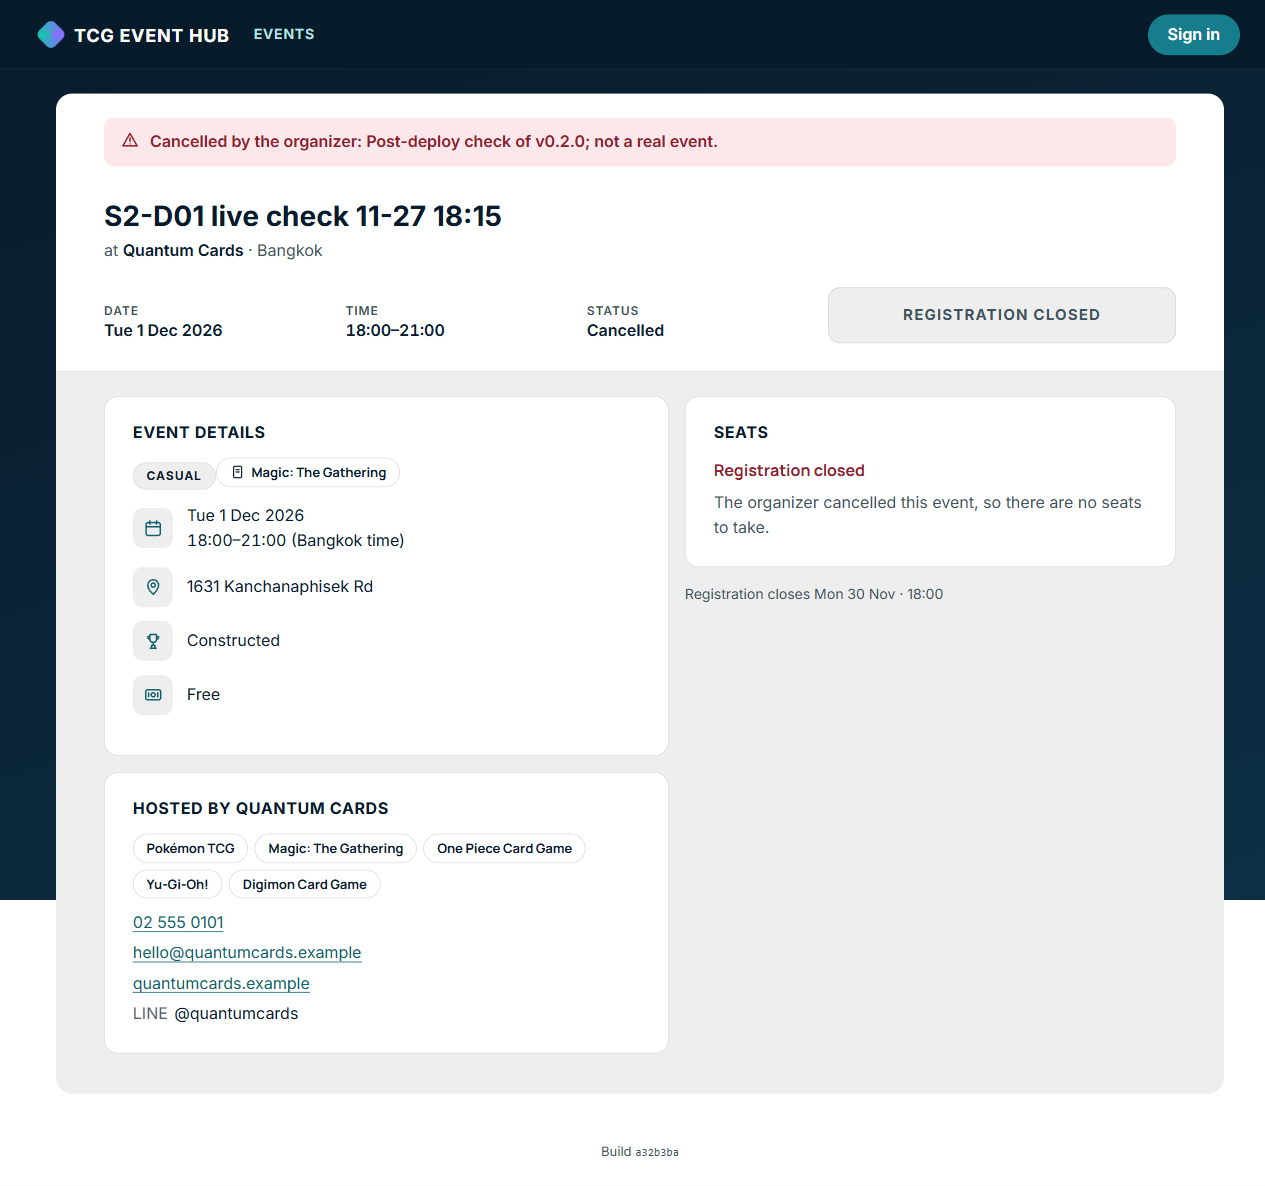 TCG EVENT HUB
EVENTS
Sign in
Cancelled by the organizer: Post-deploy check of v0.2.0; not a real event.
S2-D01 live check 11-27 18:15
at Quantum Cards · Bangkok
DATE
Tue 1 Dec 2026
TIME
18:00–21:00
STATUS
Cancelled
REGISTRATION CLOSED
EVENT DETAILS
CASUAL
Magic: The Gathering
Tue 1 Dec 2026
18:00–21:00 (Bangkok time)
1631 Kanchanaphisek Rd
Constructed
Free
SEATS
Registration closed
The organizer cancelled this event, so there are no seats
to take.
Registration closes Mon 30 Nov · 18:00
HOSTED BY QUANTUM CARDS
Pokémon TCG
Magic: The Gathering
One Piece Card Game
Yu-Gi-Oh!
Digimon Card Game
02 555 0101
hello@quantumcards.example
quantumcards.example
LINE @quantumcards
Build a32b3ba